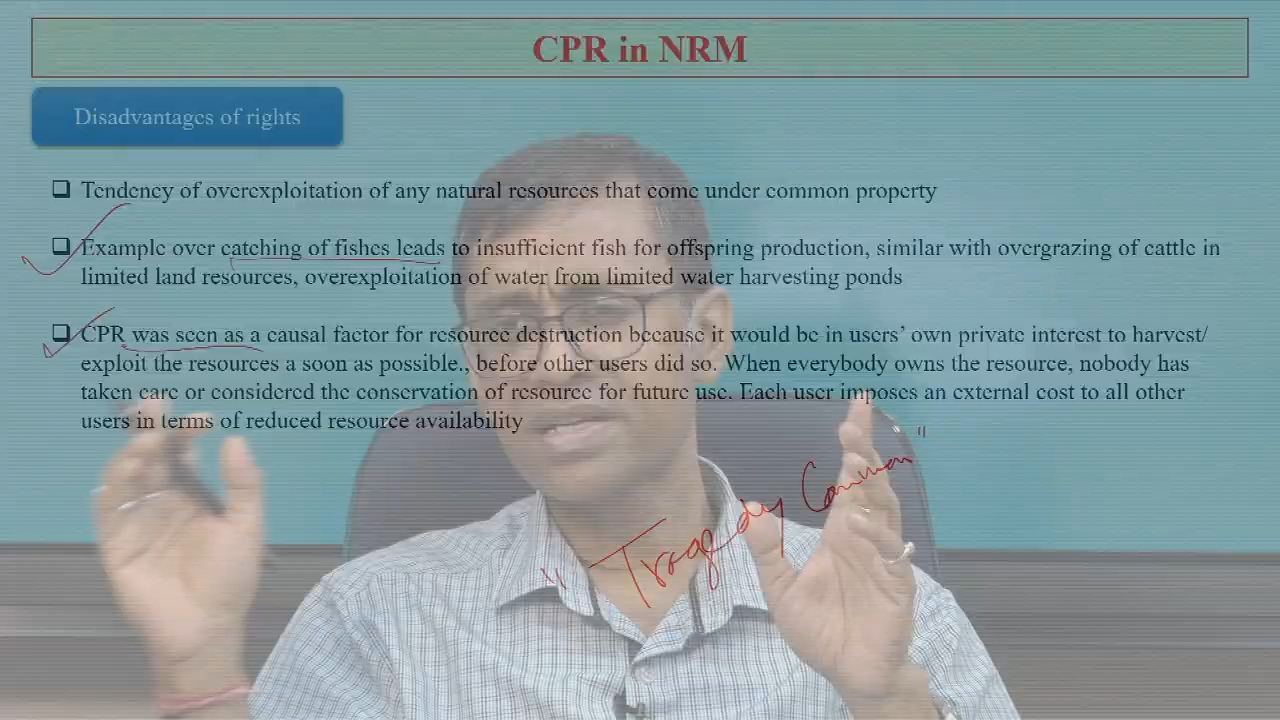 CPR in NRM
Disadvantages of rights
❑ Tendency of overexploitation of any natural resources that come under common property
❑ Example over catching of fishes leads to insufficient fish for offspring production, similar with overgrazing of cattle in
limited land resources, overexploitation of water from limited water harvesting ponds
❑ CPR was seen as a causal factor for resource destruction because it would be in users' own private interest to harvest/
exploit the resources a soon as possible., before other users did so. When everybody owns the resource, nobody has
taken care or considered the conservation of resource for future use. Each user imposes an external cost to all other
users in terms of reduced resource availability
"Tragedy Common"